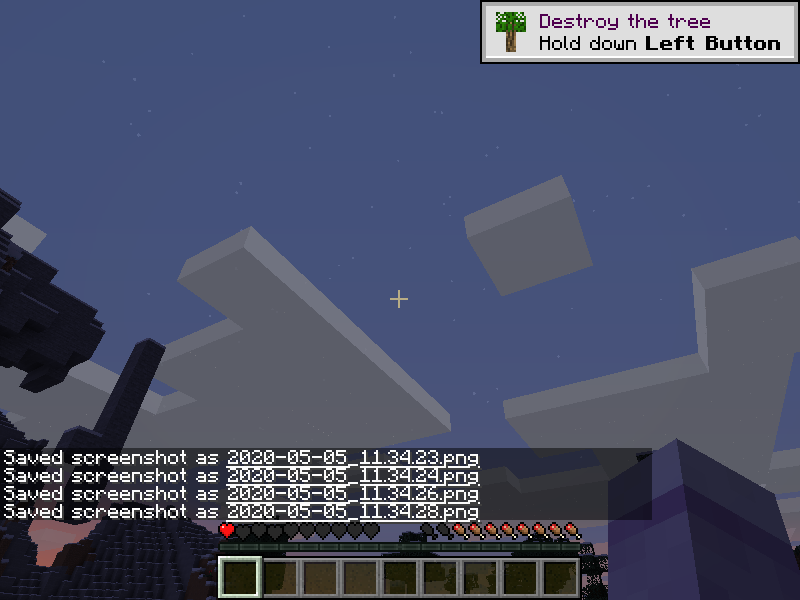 Destroy the tree
Hold down Left Button
Saved screenshot as 2020-05-05_11.34.23.png
Saved screenshot as 2020-05-05_11.34.24.png
Saved screenshot as 2020-05-05_11.34.26.png
Saved screenshot as 2020-05-05_11.34.28.png